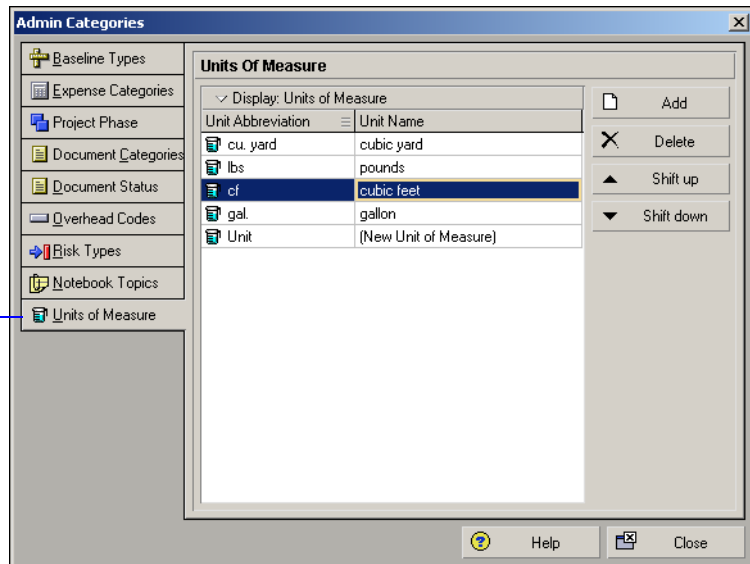 Admin Categories
Baseline Types
Expense Categories
Project Phase
Document Categories
Document Status
Overhead Codes
Risk Types
Notebook Topics
Units of Measure
Units Of Measure
Display: Units of Measure
Unit Abbreviation Unit Name
cu. yard cubic yard
lbs pounds
cf cubic feet
gal. gallon
Unit (New Unit of Measure)
Add
Delete
Shift up
Shift down
Help Close